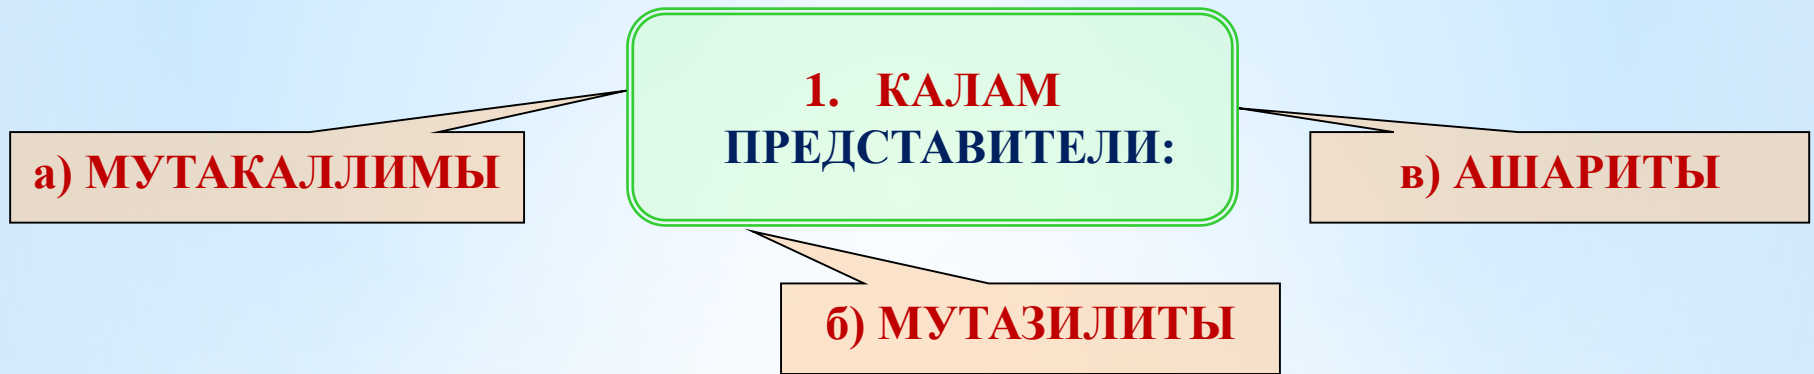 1. КАЛАМ
ПРЕДСТАВИТЕЛИ:
а) МУТАКАЛЛИМЫ
в) АШАРИТЫ
б) МУТАЗИЛИТЫ